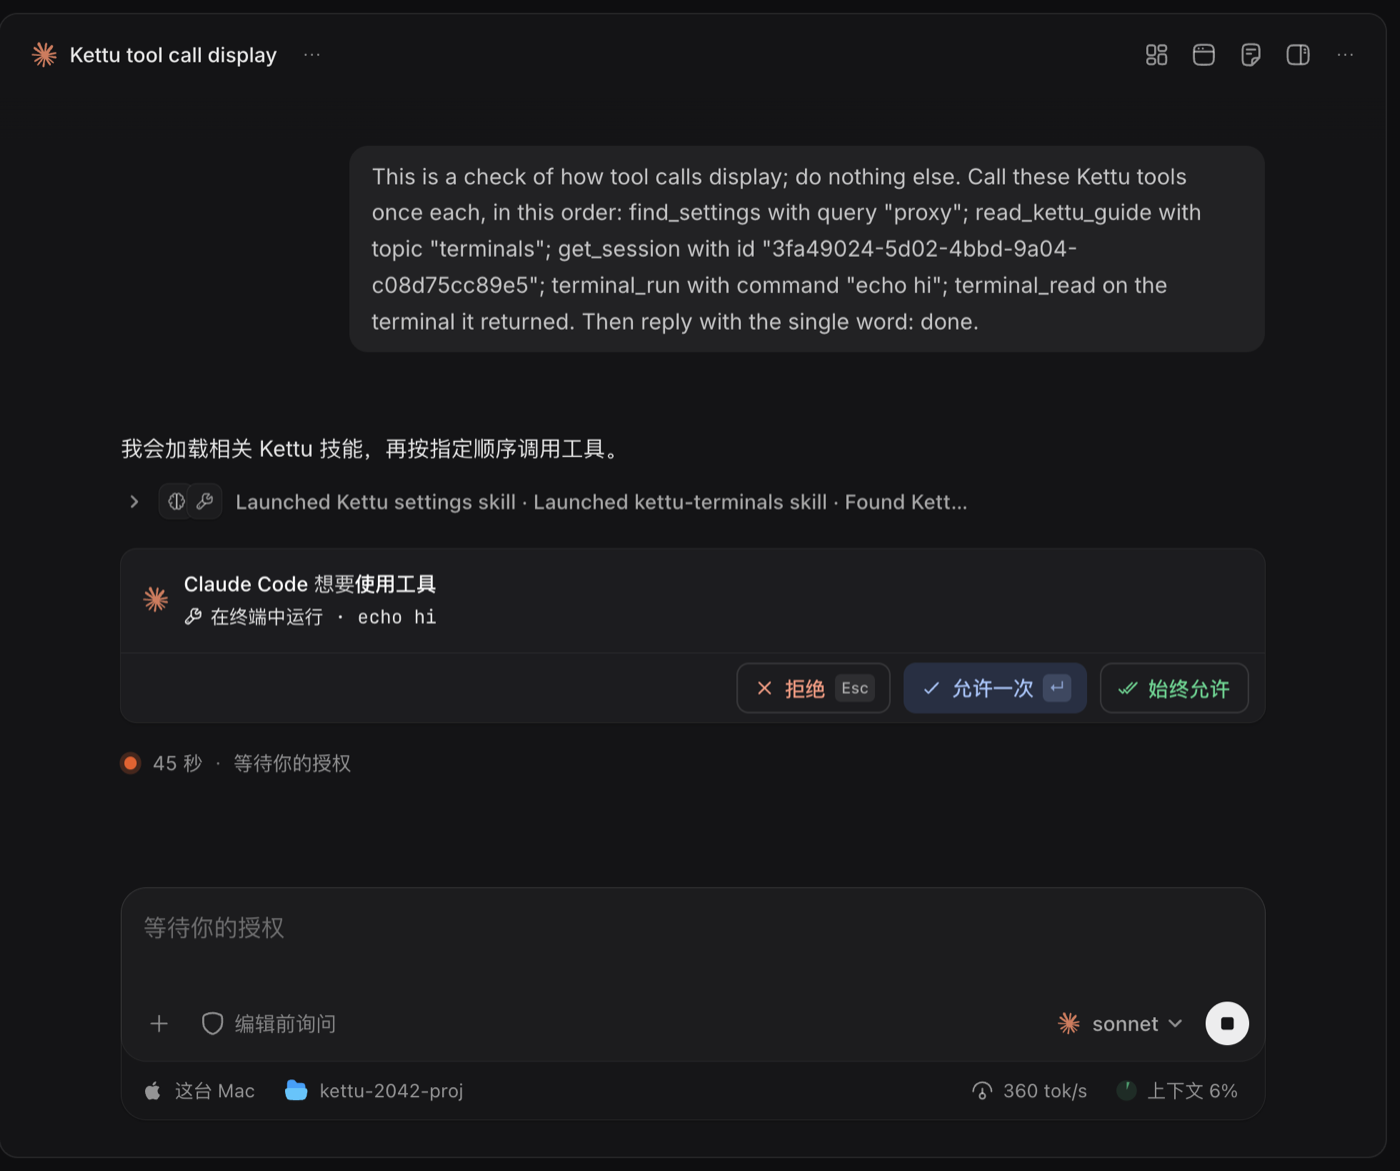 Kettu tool call display
This is a check of how tool calls display; do nothing else. Call these Kettu tools
once each, in this order: find_settings with query "proxy"; read_kettu_guide with
topic "terminals"; get_session with id "3fa49024-5d02-4bbd-9a04-
c08d75cc89e5"; terminal_run with command "echo hi"; terminal_read on the
terminal it returned. Then reply with the single word: done.
我会加载相关 Kettu 技能，再按指定顺序调用工具。
Launched Kettu settings skill · Launched kettu-terminals skill · Found Kett...
Claude Code 想要使用工具
在终端中运行 · echo hi
拒绝 Esc 允许一次 始终允许
45 秒 · 等待你的授权
等待你的授权
编辑前询问 sonnet
这台 Mac kettu-2042-proj 360 tok/s 上下文 6%